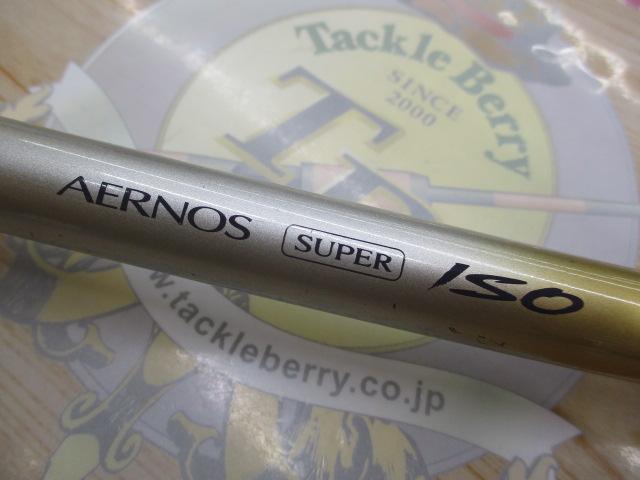 Tackle Berry
SINCE
2000
AERNOS SUPER ISO
www.tackleberry.co.jp